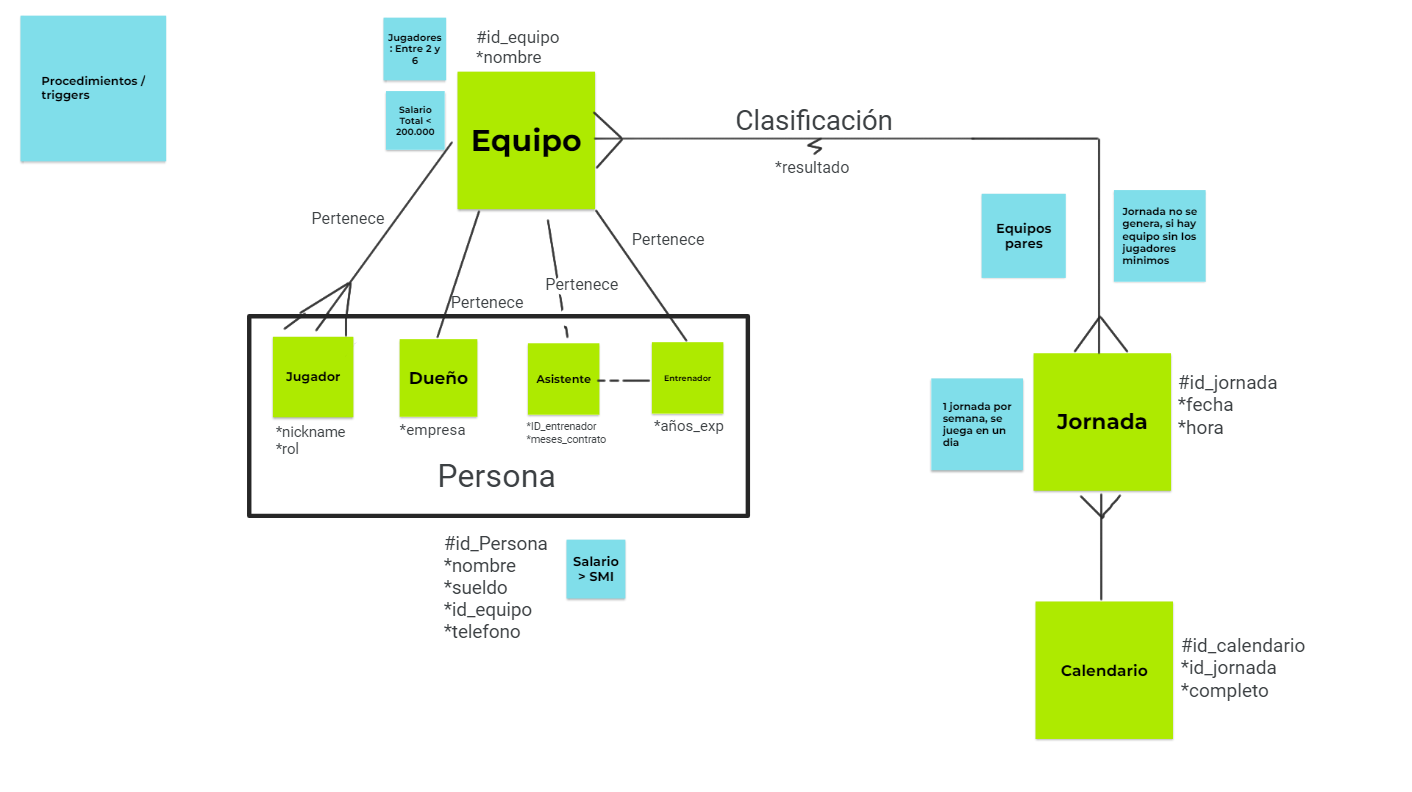 Procedimientos /
triggers
Jugadores
: Entre 2 y
6
#id_equipo
*nombre
Salario
Total <
200.000
Equipo
Clasificación
*resultado
Pertenece
Pertenece
Pertenece
Pertenece
Equipos
pares
Jornada no se
genera, si hay
equipo sin los
jugadores
minimos
Jugador
*nickname
*rol
Dueño
*empresa
Asistente
*ID_entrenador
*meses_contrato
Entrenador
*años_exp
Persona
#id_Persona
*nombre
*sueldo
*id_equipo
*telefono
Salario
> SMI
1 jornada por
semana, se
juega en un
dia
Jornada
#id_jornada
*fecha
*hora
Calendario
#id_calendario
*id_jornada
*completo